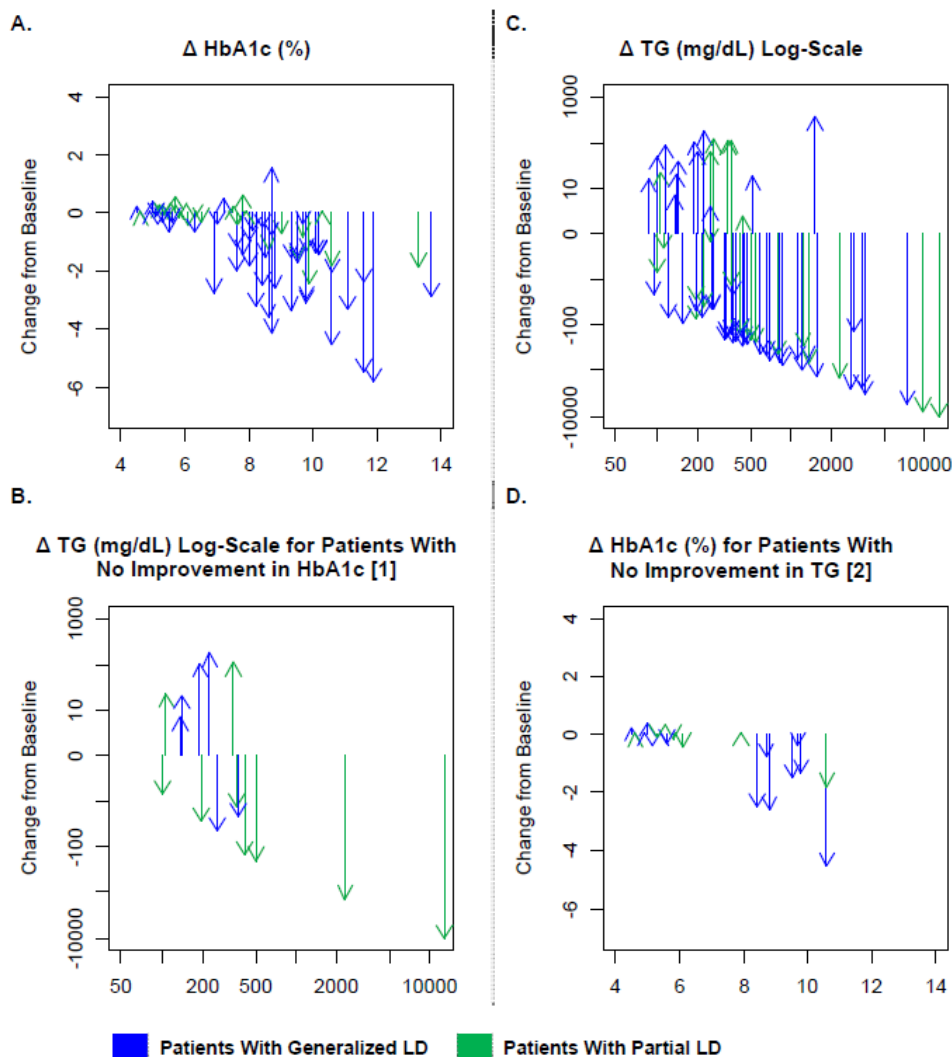 A.
Δ HbA1c (%)
Change from Baseline
4
2
0
-2
-4
-6
4 6 8 10 12 14
C.
Δ TG (mg/dL) Log-Scale
Change from Baseline
1000
10
0
-100
-10000
50 200 500 2000 10000
B.
Δ TG (mg/dL) Log-Scale for Patients With
No Improvement in HbA1c [1]
Change from Baseline
1000
10
0
-100
-10000
50 200 500 2000 10000
D.
Δ HbA1c (%) for Patients With
No Improvement in TG [2]
Change from Baseline
4
2
0
-2
-4
-6
4 6 8 10 12 14
Patients With Generalized LD Patients With Partial LD